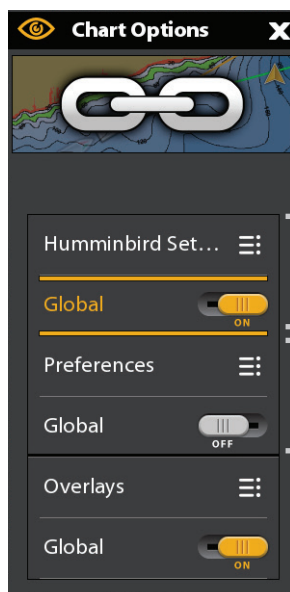 Chart Options X
Humminbird Set...
Global
ON
Preferences
Global
OFF
Overlays
Global
ON